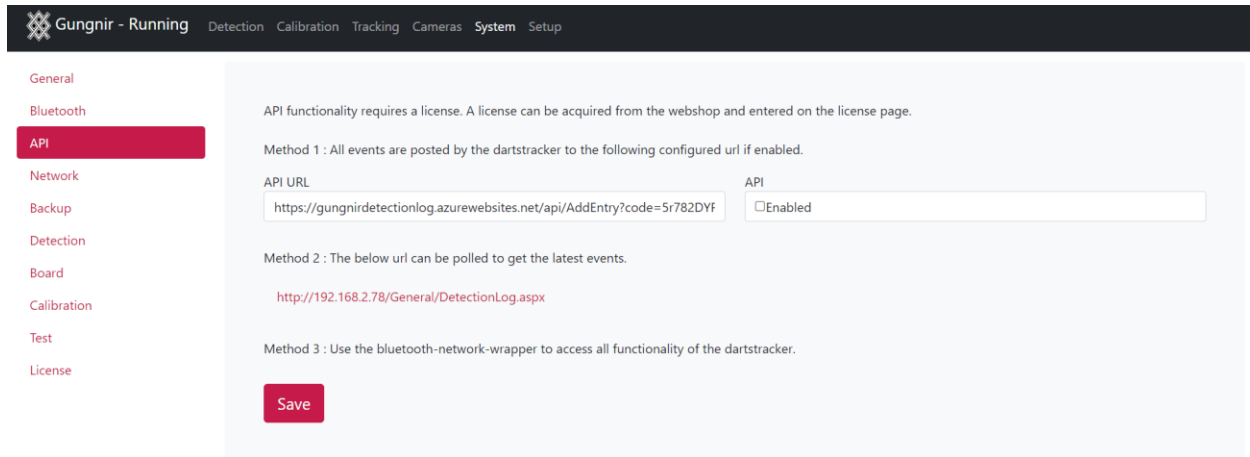 Gungnir - Running Detection Calibration Tracking Cameras System Setup
General
Bluetooth
API
Network
Backup
Detection
Board
Calibration
Test
License
API functionality requires a license. A license can be acquired from the webshop and entered on the license page.
Method 1 : All events are posted by the dartstracker to the following configured url if enabled.
API URL
https://gungnirdetectionlog.azurewebsites.net/api/AddEntry?code=5r782DYF
API
Enabled
Method 2 : The below url can be polled to get the latest events.
http://192.168.2.78/General/DetectionLog.aspx
Method 3 : Use the bluetooth-network-wrapper to access all functionality of the dartstracker.
Save